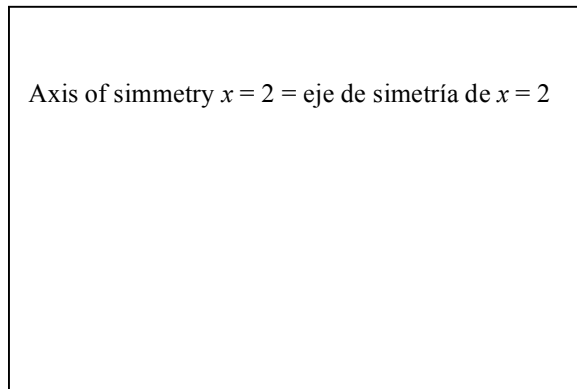 Axis of simmetry x = 2 = eje de simetría de x = 2